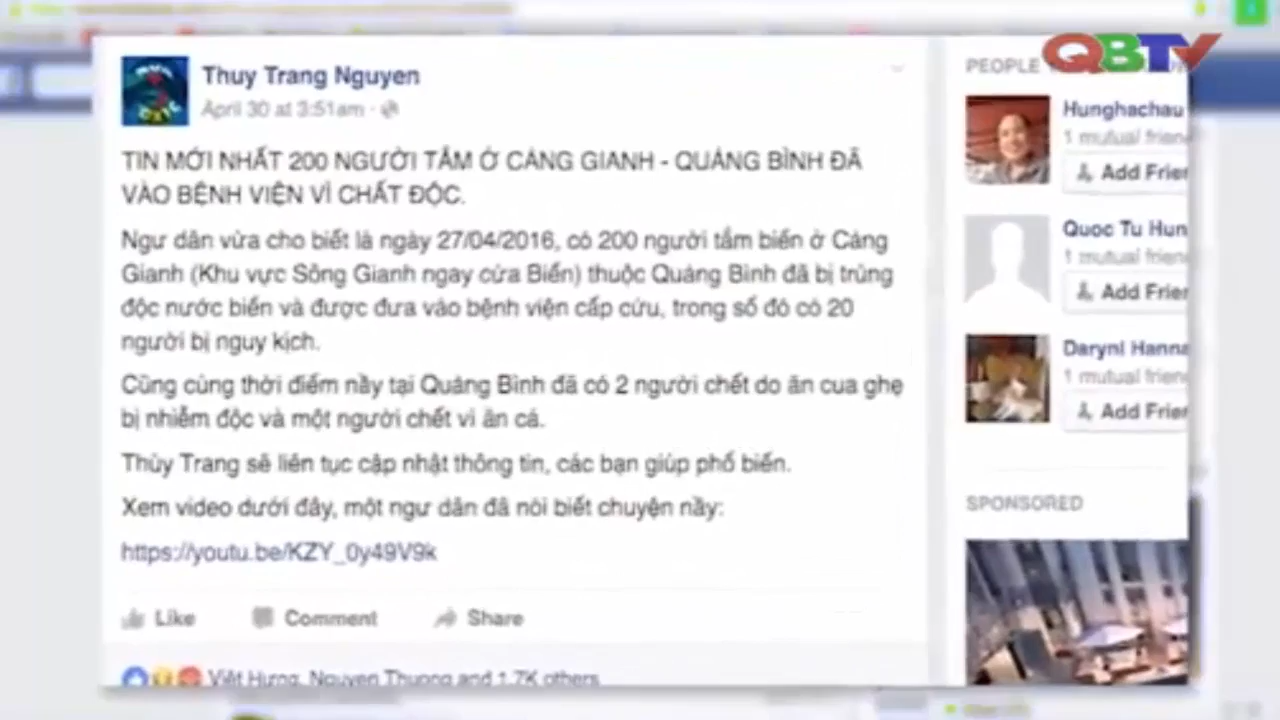 QBTV
Thuy Trang Nguyen
April 30 at 3:51am
TIN MỚI NHẤT 200 NGƯỜI TẮM Ở CẢNG GIANH - QUẢNG BÌNH ĐÃ
VÀO BỆNH VIỆN VÌ CHẤT ĐỘC.
Ngư dân vừa cho biết là ngày 27/04/2016, có 200 người tắm biển ở Cảng
Gianh (Khu vực Sông Gianh ngay cửa Biển) thuộc Quảng Bình đã bị trúng
độc nước biển và được đưa vào bệnh viện cấp cứu, trong số đó có 20
người bị nguy kịch.
Cũng cùng thời điểm nầy tại Quảng Bình đã có 2 người chết do ăn cua ghẹ
bị nhiễm độc và một người chết vì ăn cá.
Thùy Trang sẽ liên tục cập nhật thông tin, các bạn giúp phổ biến.
Xem video dưới đây, một ngư dân đã nói biết chuyện nầy:
https://youtu.be/KZY_0y49V9k
Like Comment Share
Việt Hưng, Nguyen Thuong and 1.7K others
PEOPLE
Hunghachau
1 mutual frien
Add Frien
Quoc Tu Hun
1 mutual frien
Add Frien
Darynl Hanna
1 mutual frien
Add Frien
SPONSORED